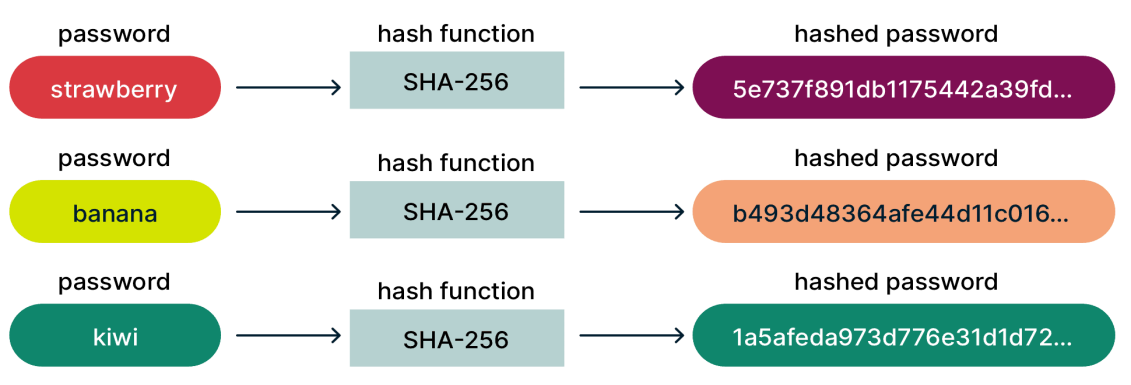 password
hash function
hashed password
strawberry
SHA-256
5e737f891db1175442a39fd...
password
hash function
hashed password
banana
SHA-256
b493d48364afe44d11c016...
password
hash function
hashed password
kiwi
SHA-256
1a5afeda973d776e31d1d72...